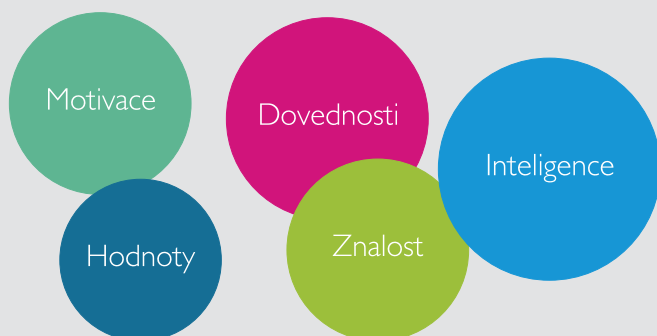 Motivace
Dovednosti
Inteligence
Hodnoty
Znalost